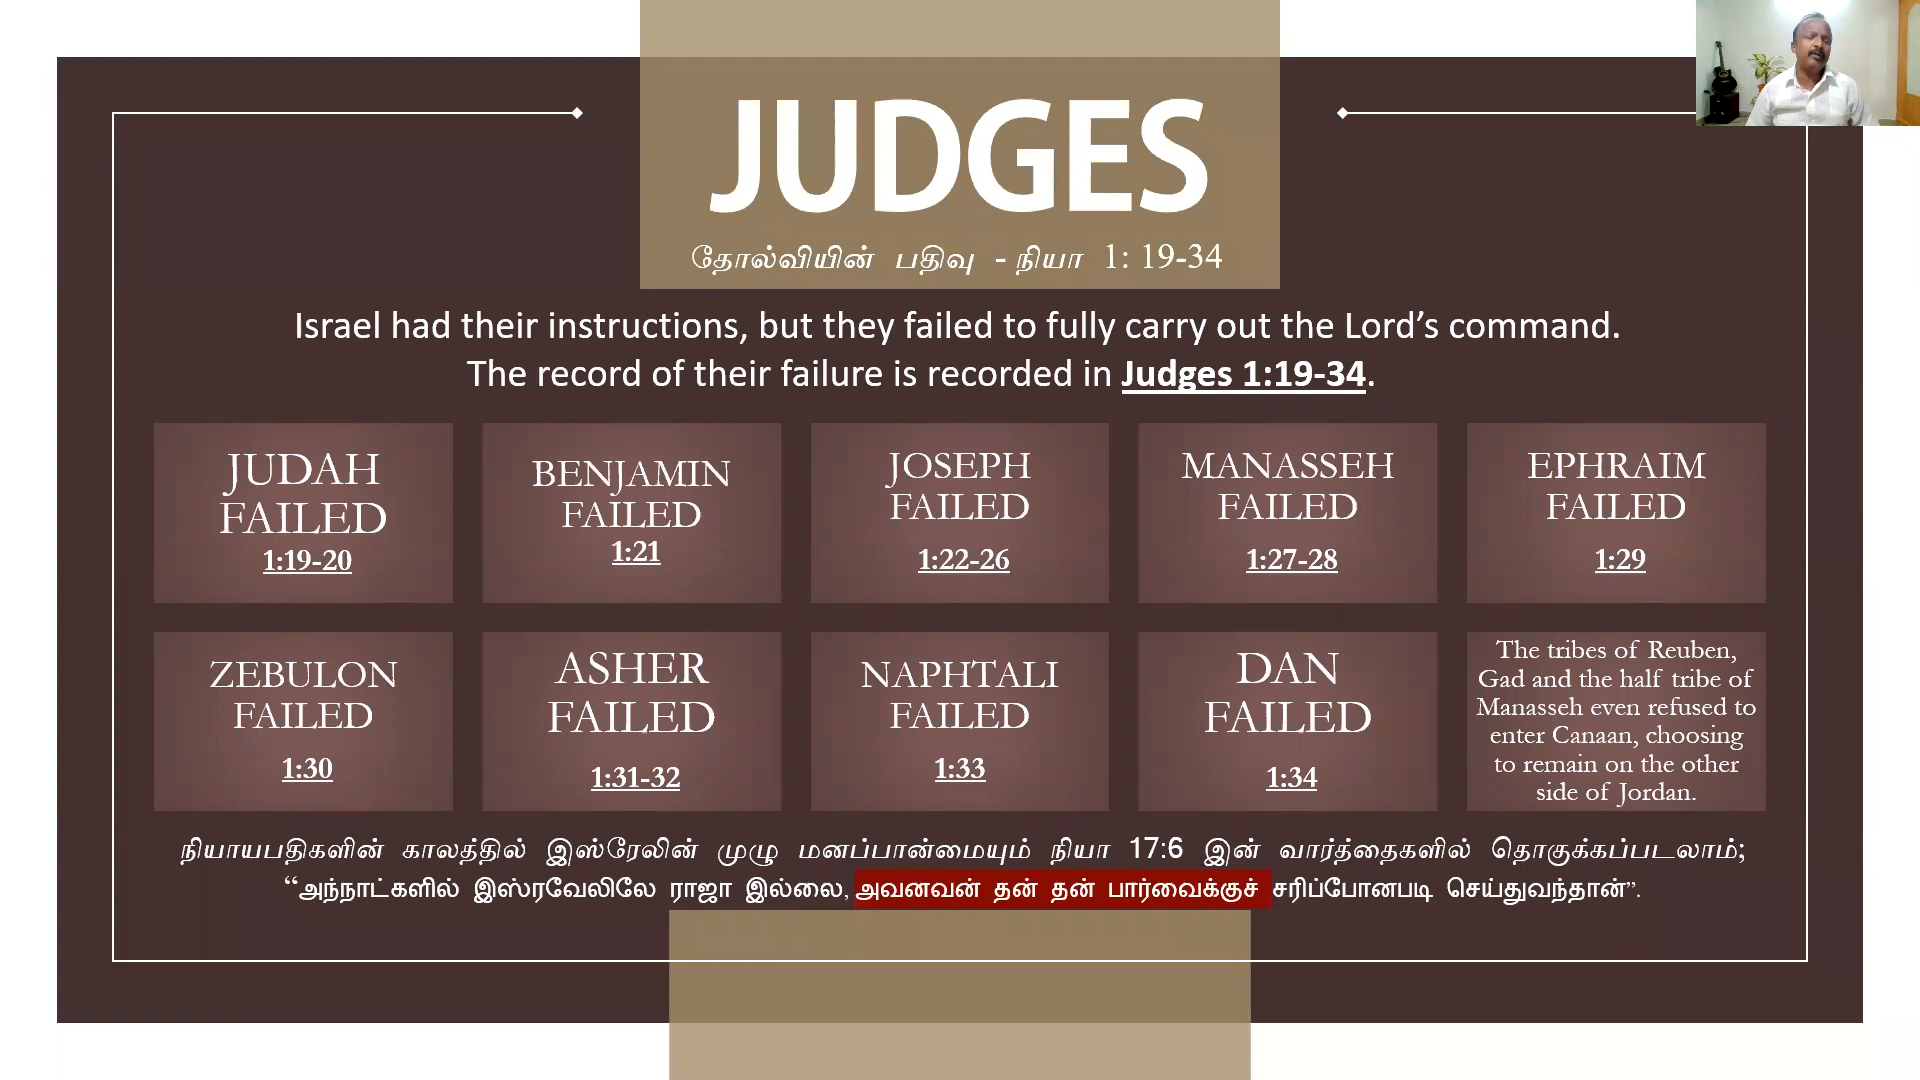 JUDGES
தோல்வியின் பதிவு - நியா 1: 19-34
Israel had their instructions, but they failed to fully carry out the Lord’s command.
The record of their failure is recorded in Judges 1:19-34.
JUDAH
FAILED
1:19-20
BENJAMIN
FAILED
1:21
JOSEPH
FAILED
1:22-26
MANASSEH
FAILED
1:27-28
EPHRAIM
FAILED
1:29
ZEBULON
FAILED
1:30
ASHER
FAILED
1:31-32
NAPHTALI
FAILED
1:33
DAN
FAILED
1:34
The tribes of Reuben,
Gad and the half tribe of
Manasseh even refused to
enter Canaan, choosing
to remain on the other
side of Jordan.
நியாயபதிகளின் காலத்தில் இஸ்ரேலின் முழு மனப்பான்மையும் நியா 17:6 இன் வார்த்தைகளில் தொகுக்கப்படலாம்;
“அந்நாட்களில் இஸ்ரவேலிலே ராஜா இல்லை, அவனவன் தன் தன் பார்வைக்குச் சரிப்போனபடி செய்துவந்தான்”.